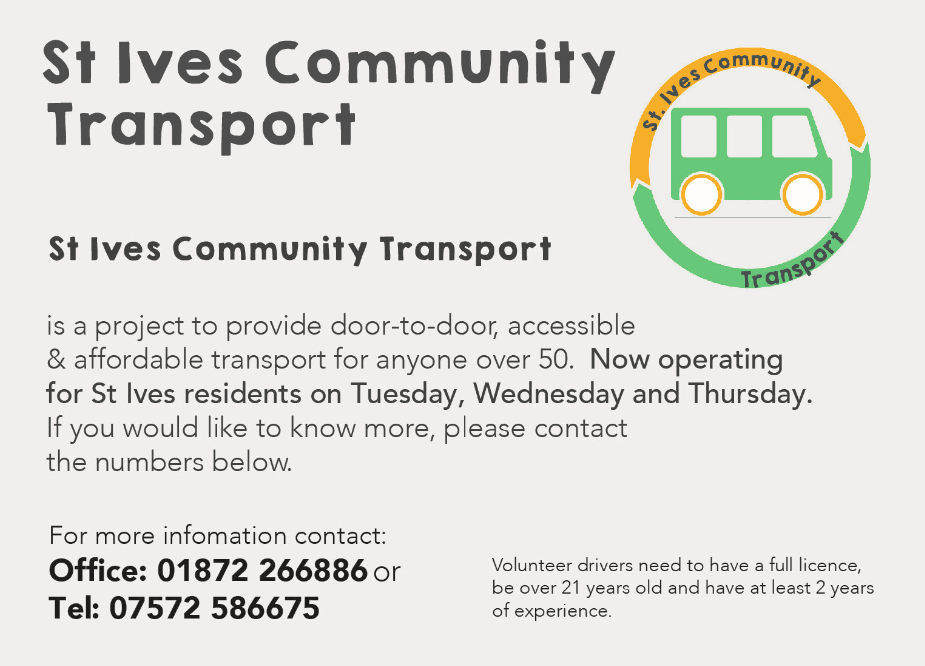 St Ives Community
Transport
St. Ives Community
Transport
St Ives Community Transport
is a project to provide door-to-door, accessible
& affordable transport for anyone over 50. Now operating
for St Ives residents on Tuesday, Wednesday and Thursday.
If you would like to know more, please contact
the numbers below.
For more infomation contact:
Office: 01872 266886 or
Tel: 07572 586675
Volunteer drivers need to have a full licence,
be over 21 years old and have at least 2 years
of experience.